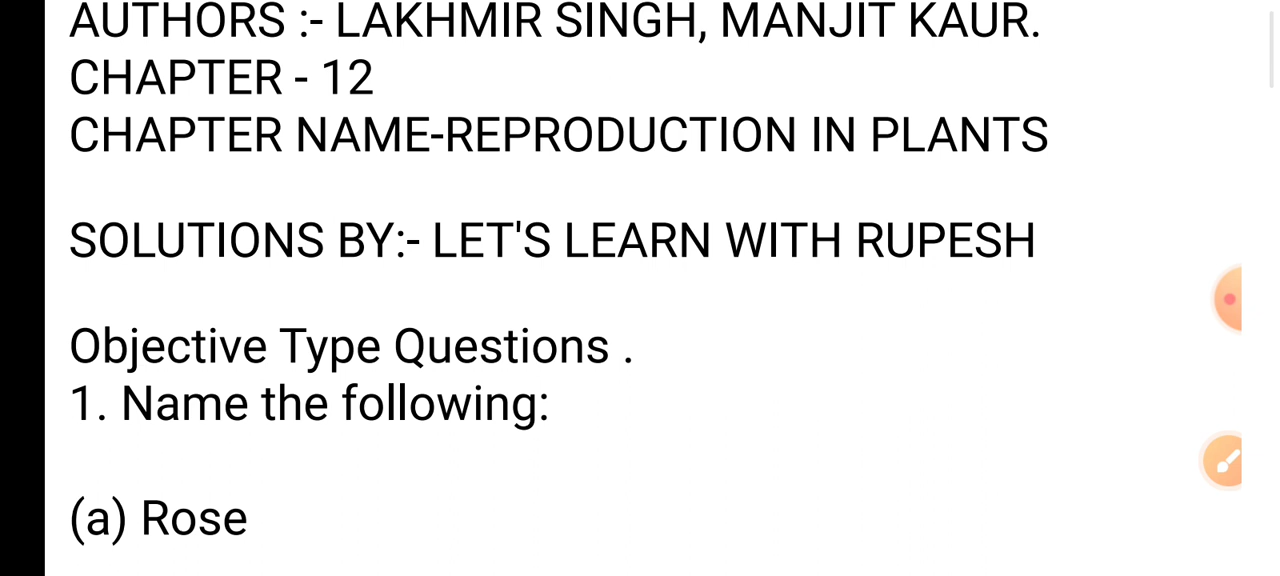 AUTHORS :- LAKHMIR SINGH, MANJIT KAUR.
CHAPTER - 12
CHAPTER NAME-REPRODUCTION IN PLANTS
SOLUTIONS BY:- LET'S LEARN WITH RUPESH
Objective Type Questions .
1. Name the following:
(a) Rose